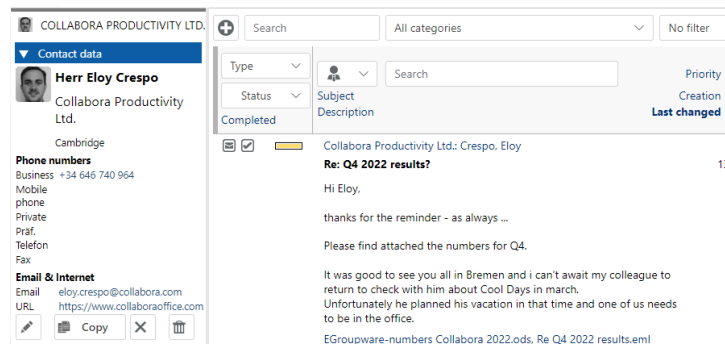 COLLABORA PRODUCTIVITY LTD.
Contact data
Herr Eloy Crespo
Collabora Productivity
Ltd.
Cambridge
Phone numbers
Business +34 646 740 964
Mobile
phone
Private
Präf.
Telefon
Fax
Email & Internet
Email eloy.crespo@collabora.com
URL https://www.collaboraoffice.com
Copy
Search
All categories
No filter
Type
Search
Priority
Status
Subject
Creation
Completed
Description
Last changed
Collabora Productivity Ltd.: Crespo, Eloy
Re: Q4 2022 results?
Hi Eloy,
thanks for the reminder - as always ...
Please find attached the numbers for Q4.
It was good to see you all in Bremen and i can't await my colleague to
return to check with him about Cool Days in march.
Unfortunately he planned his vacation in that time and one of us needs
to be in the office.
EGroupware-numbers Collabora 2022.ods, Re Q4 2022 results.eml